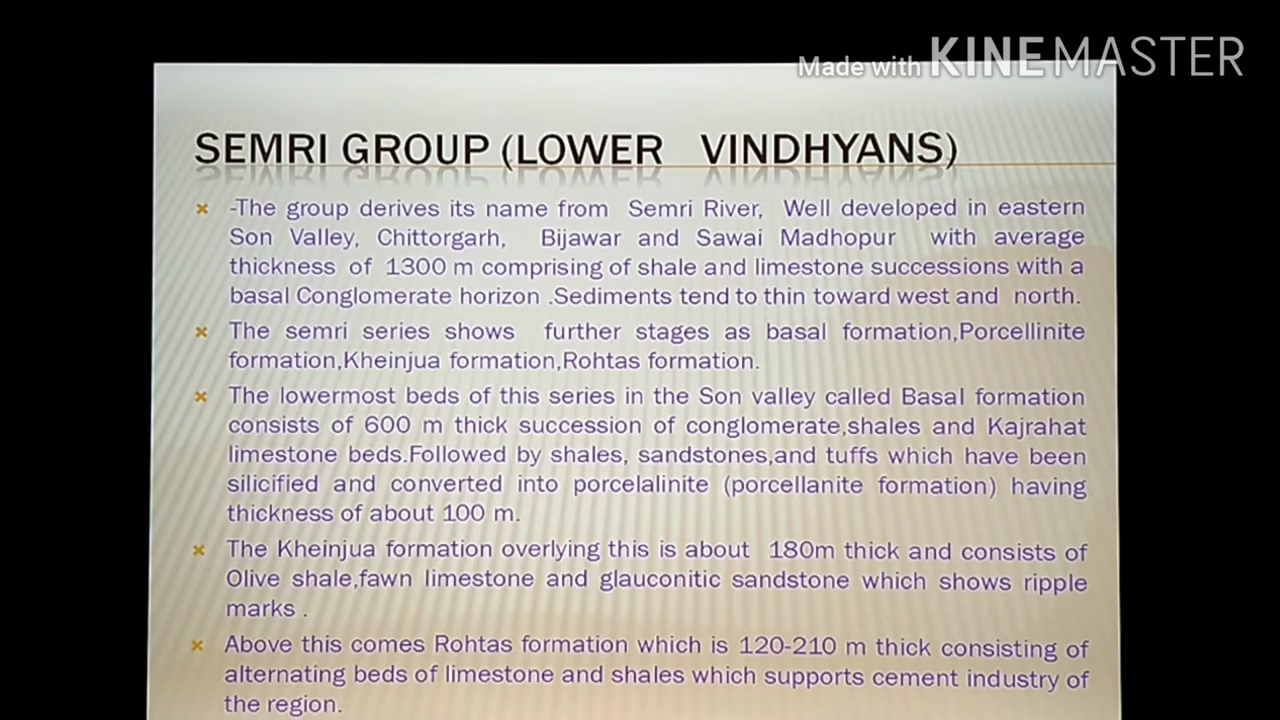 Made with KINEMASTER
SEMRI GROUP (LOWER VINDHYANS)
-The group derives its name from Semri River, Well developed in eastern
Son Valley, Chittorgarh, Bijawar and Sawai Madhopur with average
thickness of 1300 m comprising of shale and limestone successions with a
basal Conglomerate horizon .Sediments tend to thin toward west and north.
The semri series shows further stages as basal formation,Porcellinite
formation,Kheinjua formation,Rohtas formation.
The lowermost beds of this series in the Son valley called Basal formation
consists of 600 m thick succession of conglomerate,shales and Kajrahat
limestone beds.Followed by shales, sandstones,and tuffs which have been
silicified and converted into porcelalinite (porcellanite formation) having
thickness of about 100 m.
The Kheinjua formation overlying this is about 180m thick and consists of
Olive shale,fawn limestone and glauconitic sandstone which shows ripple
marks .
Above this comes Rohtas formation which is 120-210 m thick consisting of
alternating beds of limestone and shales which supports cement industry of
the region.